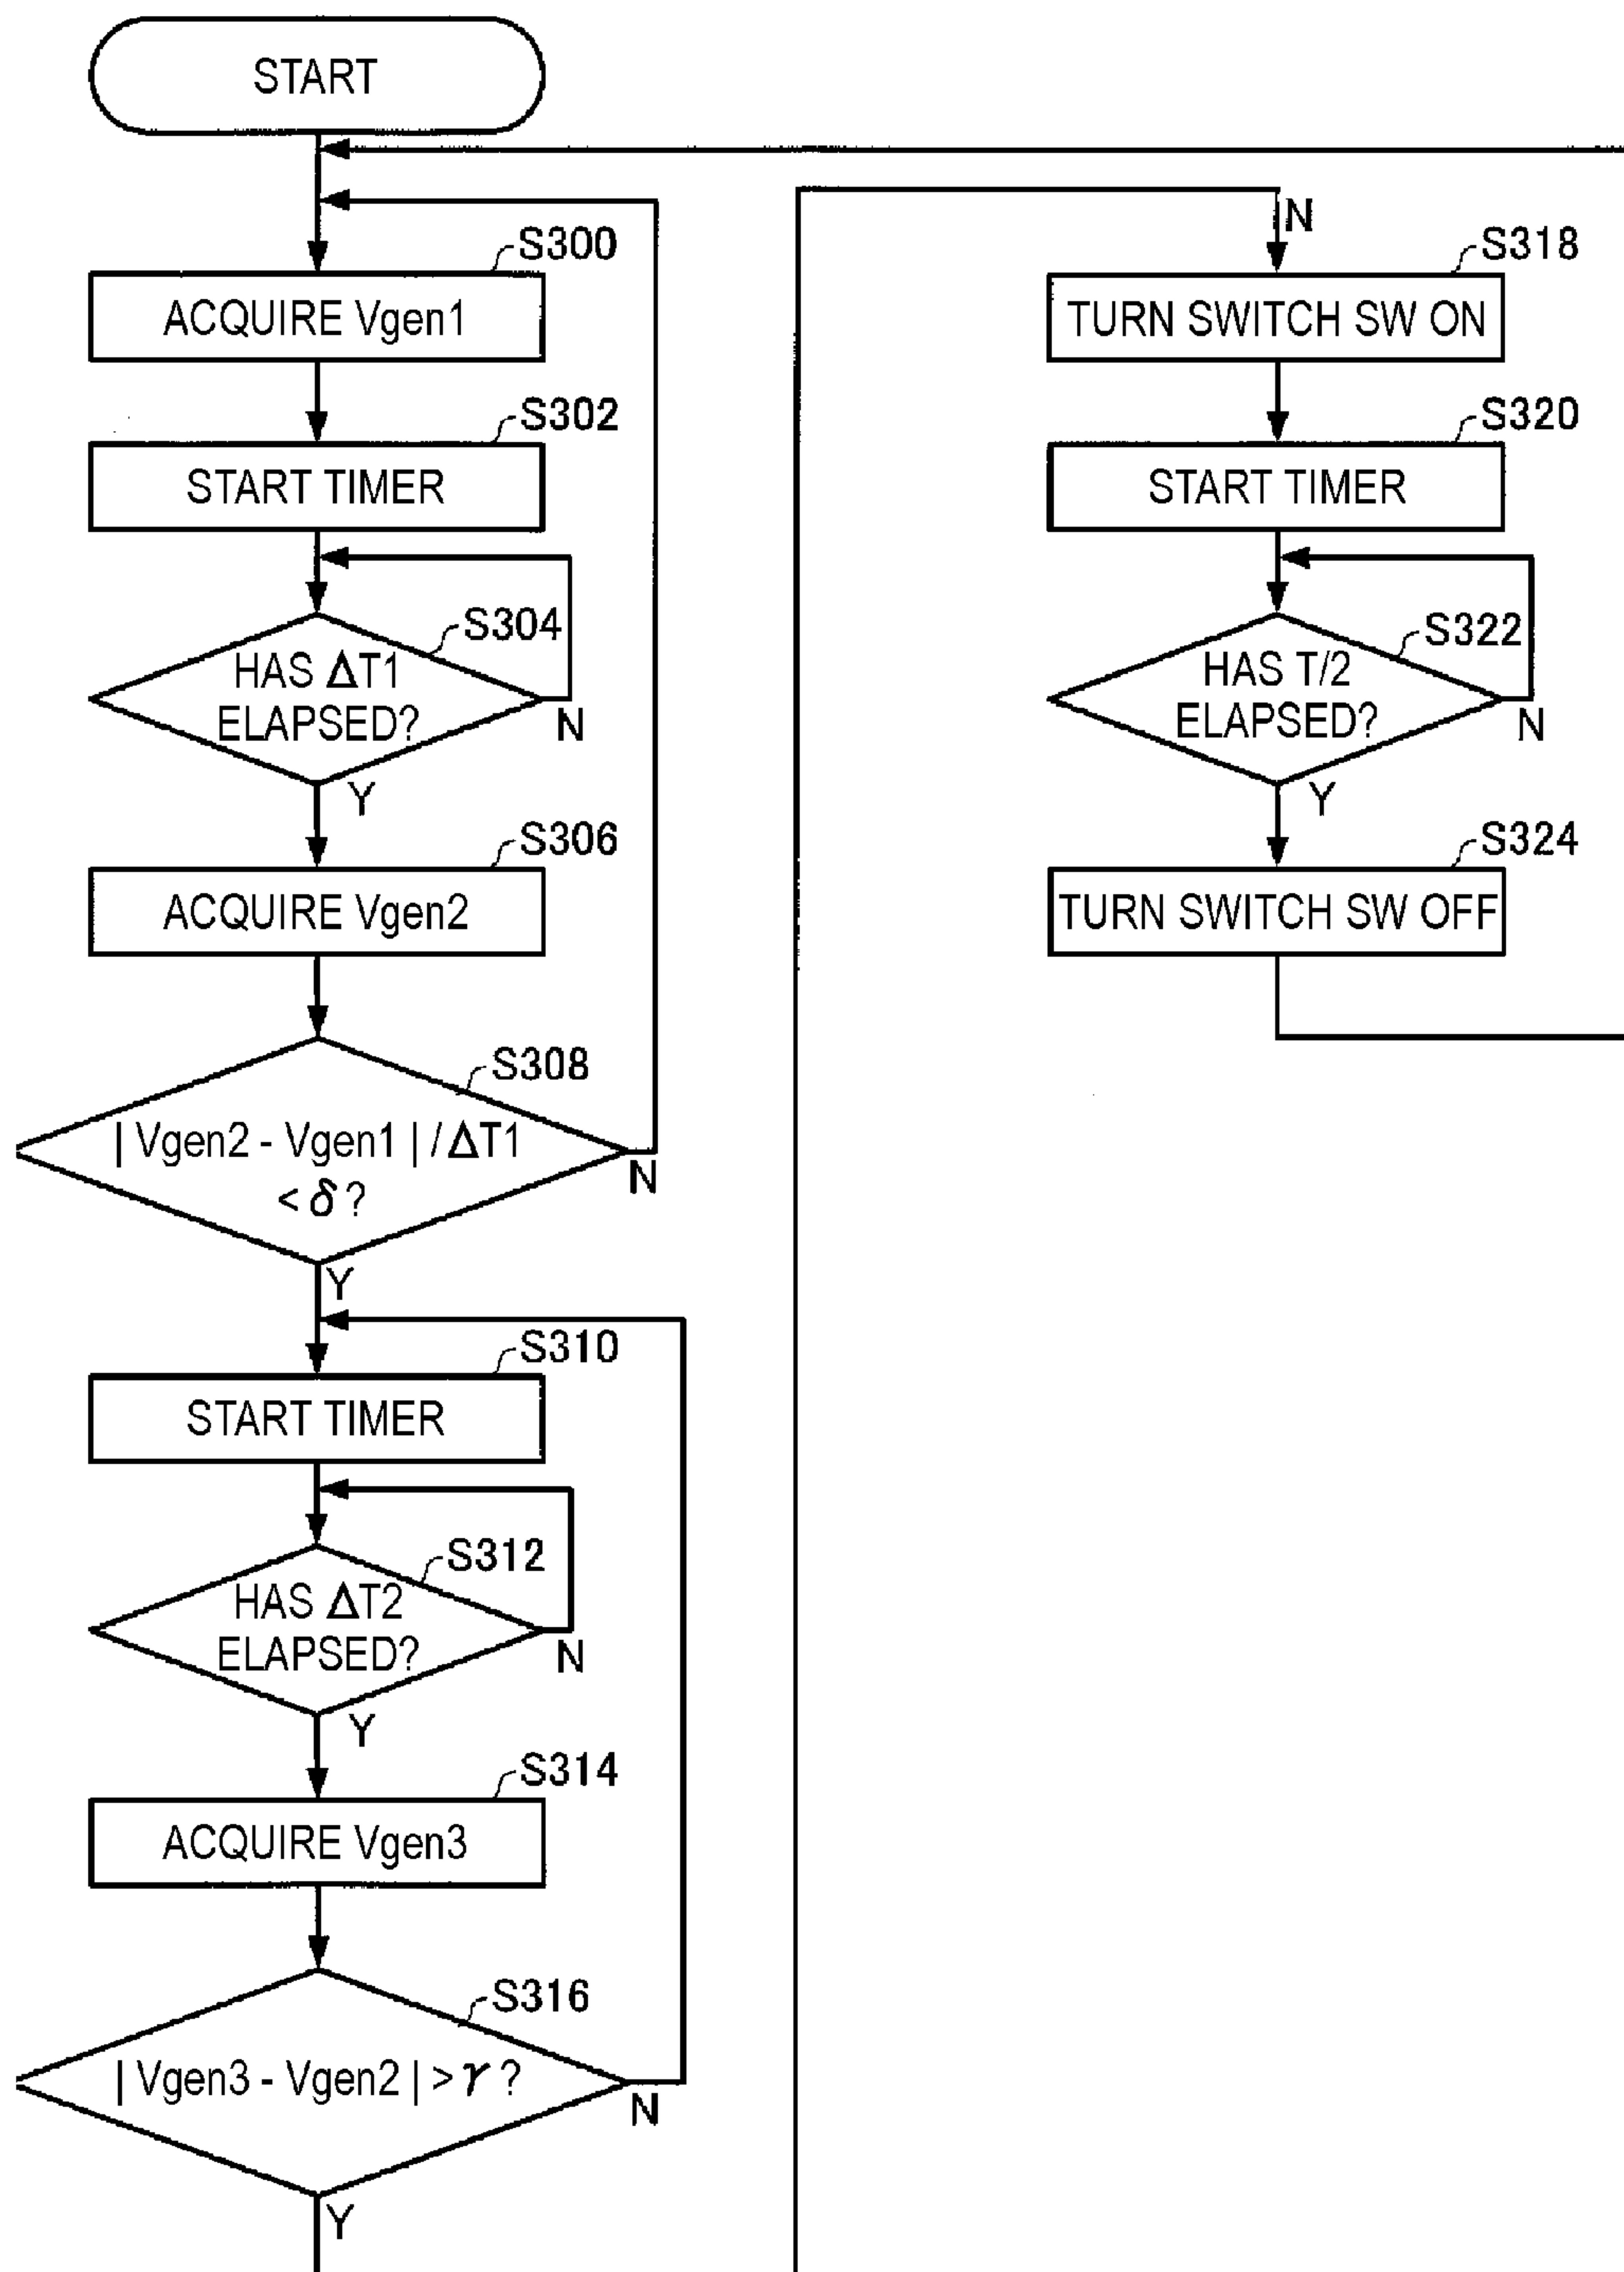 START
S300
ACQUIRE Vgen1
S302
START TIMER
S304
HAS ΔT1
ELAPSED?
N
Y
S306
ACQUIRE Vgen2
S308
| Vgen2 - Vgen1 | / ΔT1
< δ ?
N
Y
S310
START TIMER
S312
HAS ΔT2
ELAPSED?
N
Y
S314
ACQUIRE Vgen3
S316
| Vgen3 - Vgen2 | > γ ?
N
Y
N
S318
TURN SWITCH SW ON
S320
START TIMER
S322
HAS T/2
ELAPSED?
N
Y
S324
TURN SWITCH SW OFF